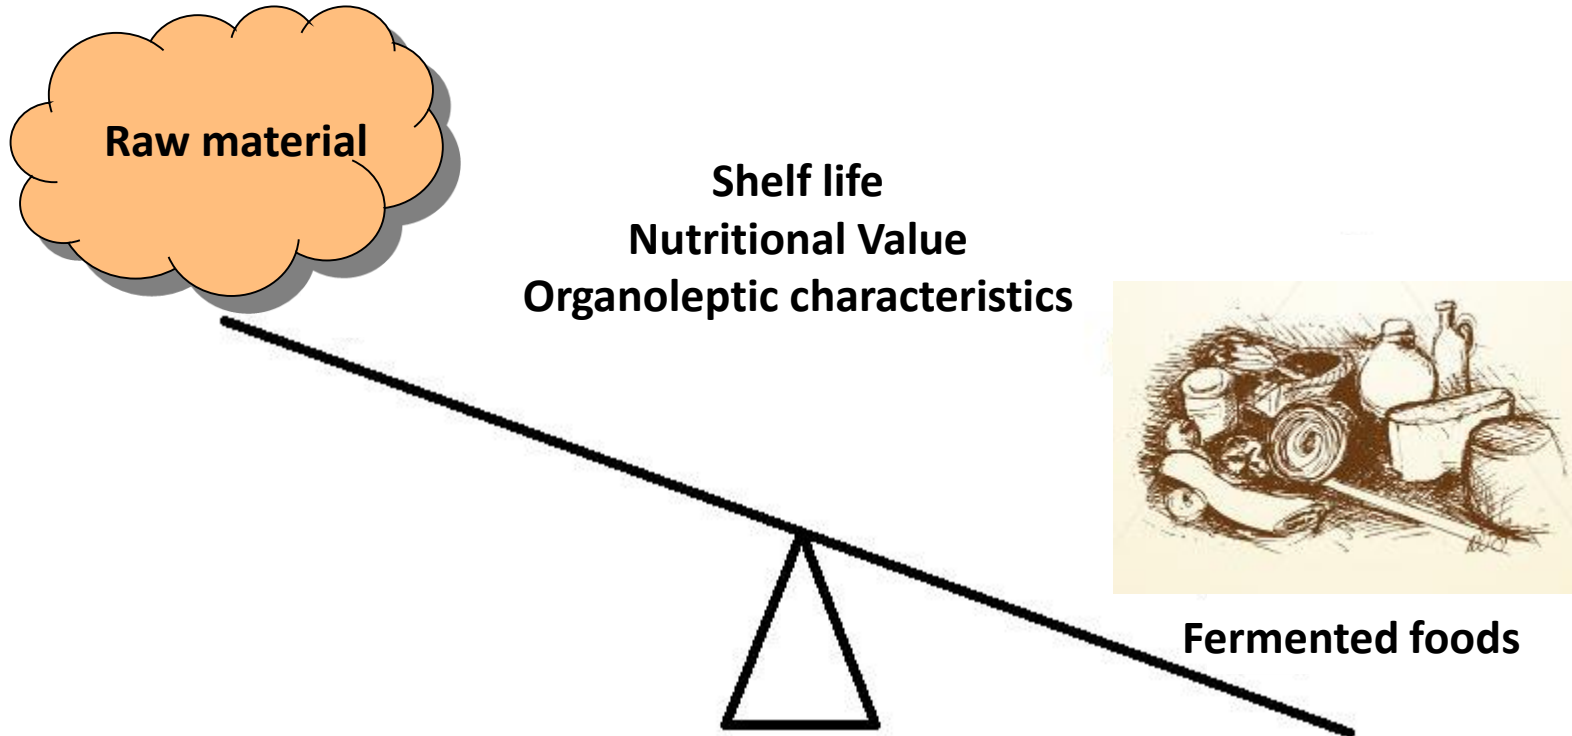 Raw material
Shelf life
Nutritional Value
Organoleptic characteristics
Fermented foods